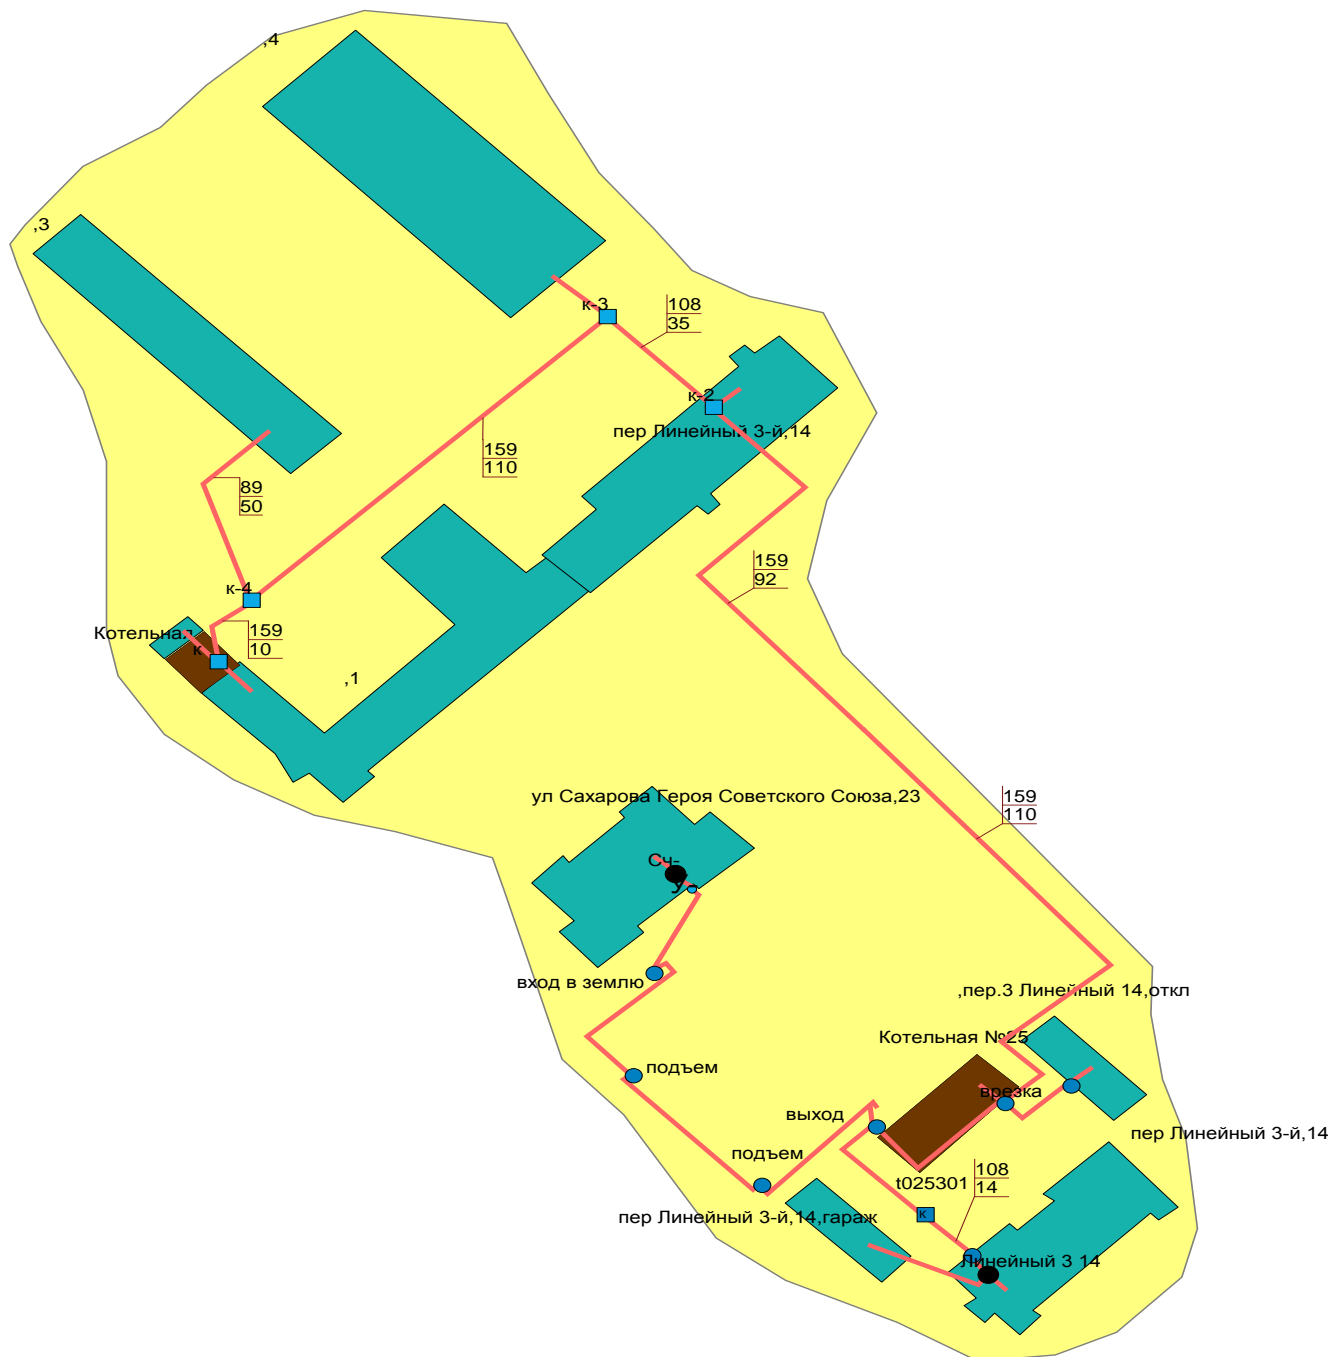 ,4
,3
к-3
108
35
к-2
пер Линейный 3-й,14
159
110
89
50
159
92
к-4
Котельная
159
10
к
,1
ул Сахарова Героя Советского Союза,23
159
110
Сч-
У-
вход в землю
,пер.3 Линейный 14,откл
Котельная №25
подъем
врезка
выход
пер Линейный 3-й,14
подъем
t025301
108
14
пер Линейный 3-й,14,гараж
к
Линейный 3 14